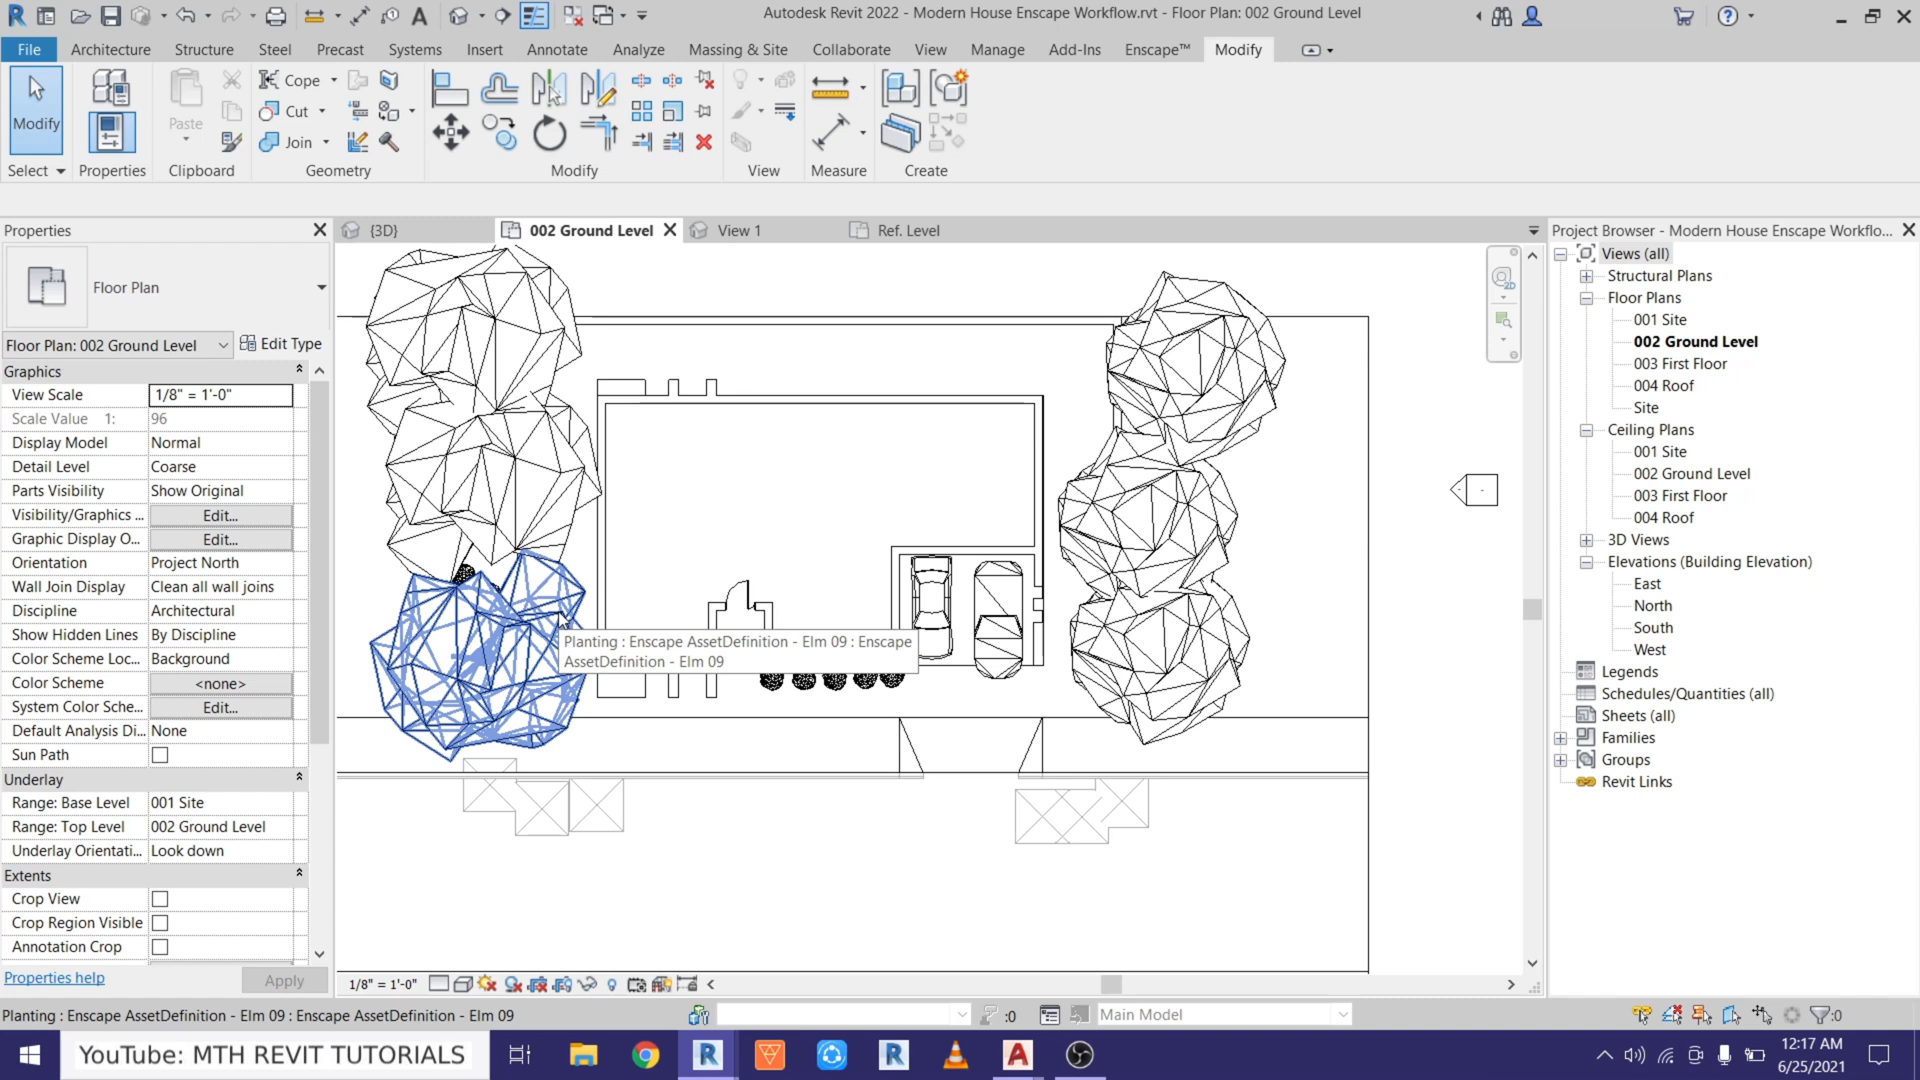 Autodesk Revit 2022 - Modern House Enscape Workflow.rvt - Floor Plan: 002 Ground Level
File Architecture Structure Steel Precast Systems Insert Annotate Analyze Massing & Site Collaborate View Manage Add-Ins Enscape™ Modify
Modify
Paste
Cope
Cut
Join
Select Properties Clipboard Geometry Modify View Measure Create
Properties
{3D} 002 Ground Level View 1 Ref. Level
Floor Plan
Floor Plan: 002 Ground Level Edit Type
Graphics
View Scale 1/8" = 1'-0"
Scale Value 1: 96
Display Model Normal
Detail Level Coarse
Parts Visibility Show Original
Visibility/Graphics ... Edit...
Graphic Display O... Edit...
Orientation Project North
Wall Join Display Clean all wall joins
Discipline Architectural
Show Hidden Lines By Discipline
Color Scheme Loc... Background
Color Scheme <none>
System Color Sche... Edit...
Default Analysis Di... None
Sun Path
Underlay
Range: Base Level 001 Site
Range: Top Level 002 Ground Level
Underlay Orientati... Look down
Extents
Crop View
Crop Region Visible
Annotation Crop
Properties help Apply
2D
Planting : Enscape AssetDefinition - Elm 09 : Enscape
AssetDefinition - Elm 09
1/8" = 1'-0"
Project Browser - Modern House Enscape Workflo...
Views (all)
Structural Plans
Floor Plans
001 Site
002 Ground Level
003 First Floor
004 Roof
Site
Ceiling Plans
001 Site
002 Ground Level
003 First Floor
004 Roof
3D Views
Elevations (Building Elevation)
East
North
South
West
Legends
Schedules/Quantities (all)
Sheets (all)
Families
Groups
Revit Links
Planting : Enscape AssetDefinition - Elm 09 : Enscape AssetDefinition - Elm 09
:0
Main Model
:0
YouTube: MTH REVIT TUTORIALS
12:17 AM
6/25/2021